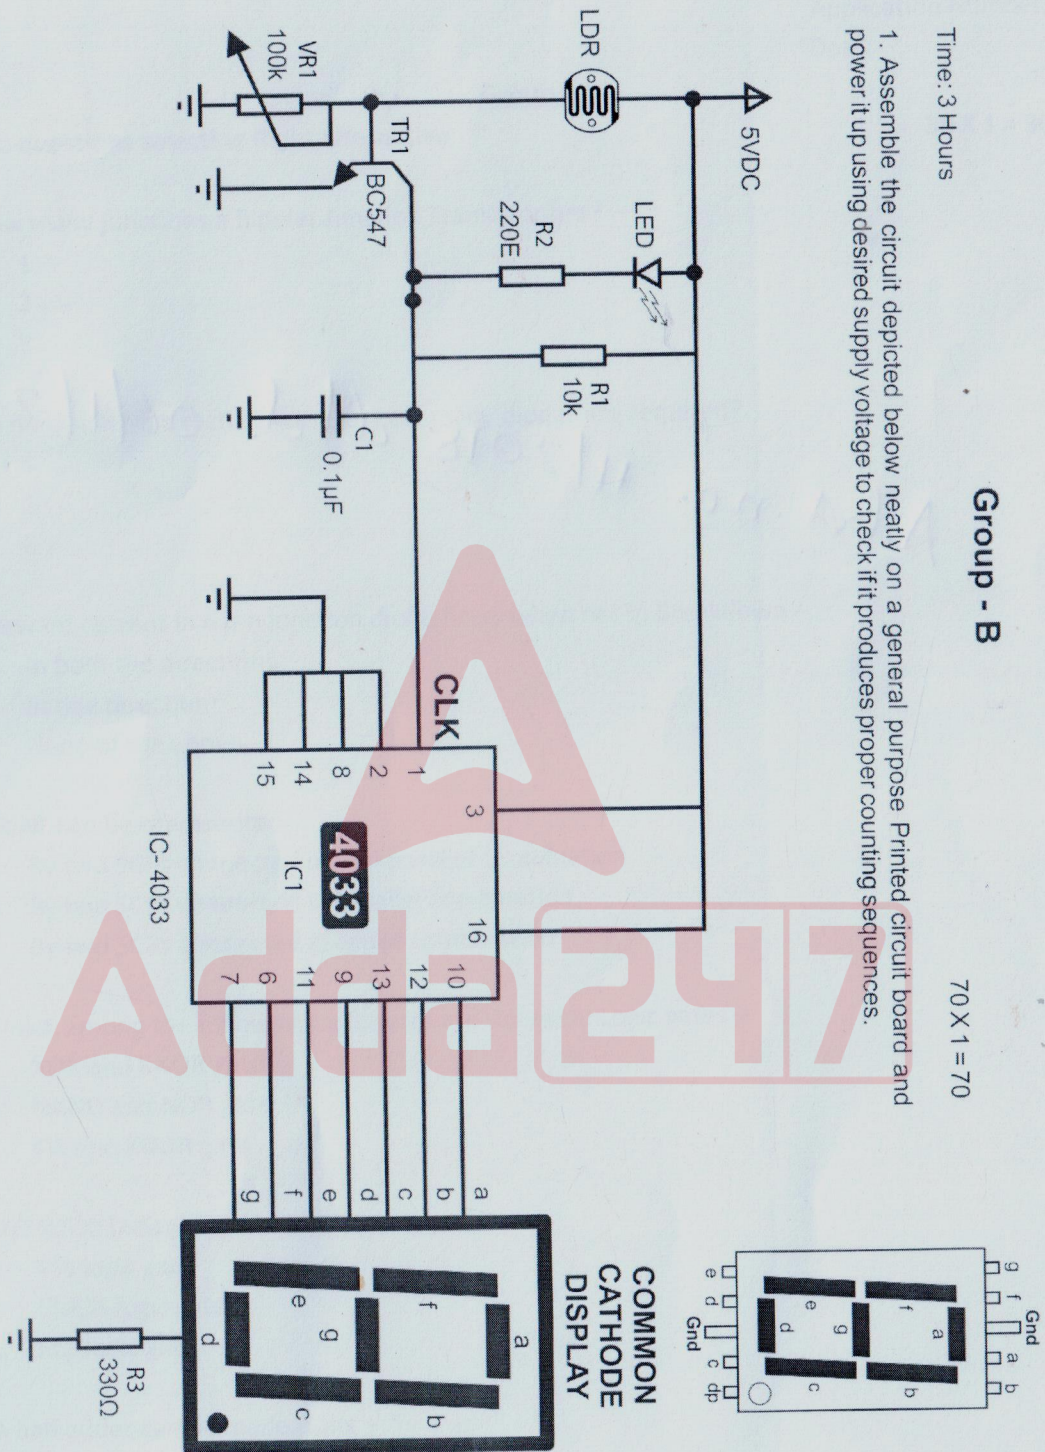 Group - B
Time: 3 Hours
70 X 1 = 70
1. Assemble the circuit depicted below neatly on a general purpose Printed circuit board and
power it up using desired supply voltage to check if it produces proper counting sequences.
5VDC
LDR
LED
R2
220E
R1
10k
TR1
BC547
VR1
100k
C1
0.1µF
CLK
1
2
8
14
15
3
16
4033
IC1
IC-4033
10
12
13
9
11
6
7
a
b
c
d
e
f
g
COMMON
CATHODE
DISPLAY
a
f
b
g
e
c
d
R3
330Ω
Gnd
g
f
a
b
a
f
b
g
e
c
d
e
d
c
dp
Gnd
Adda247